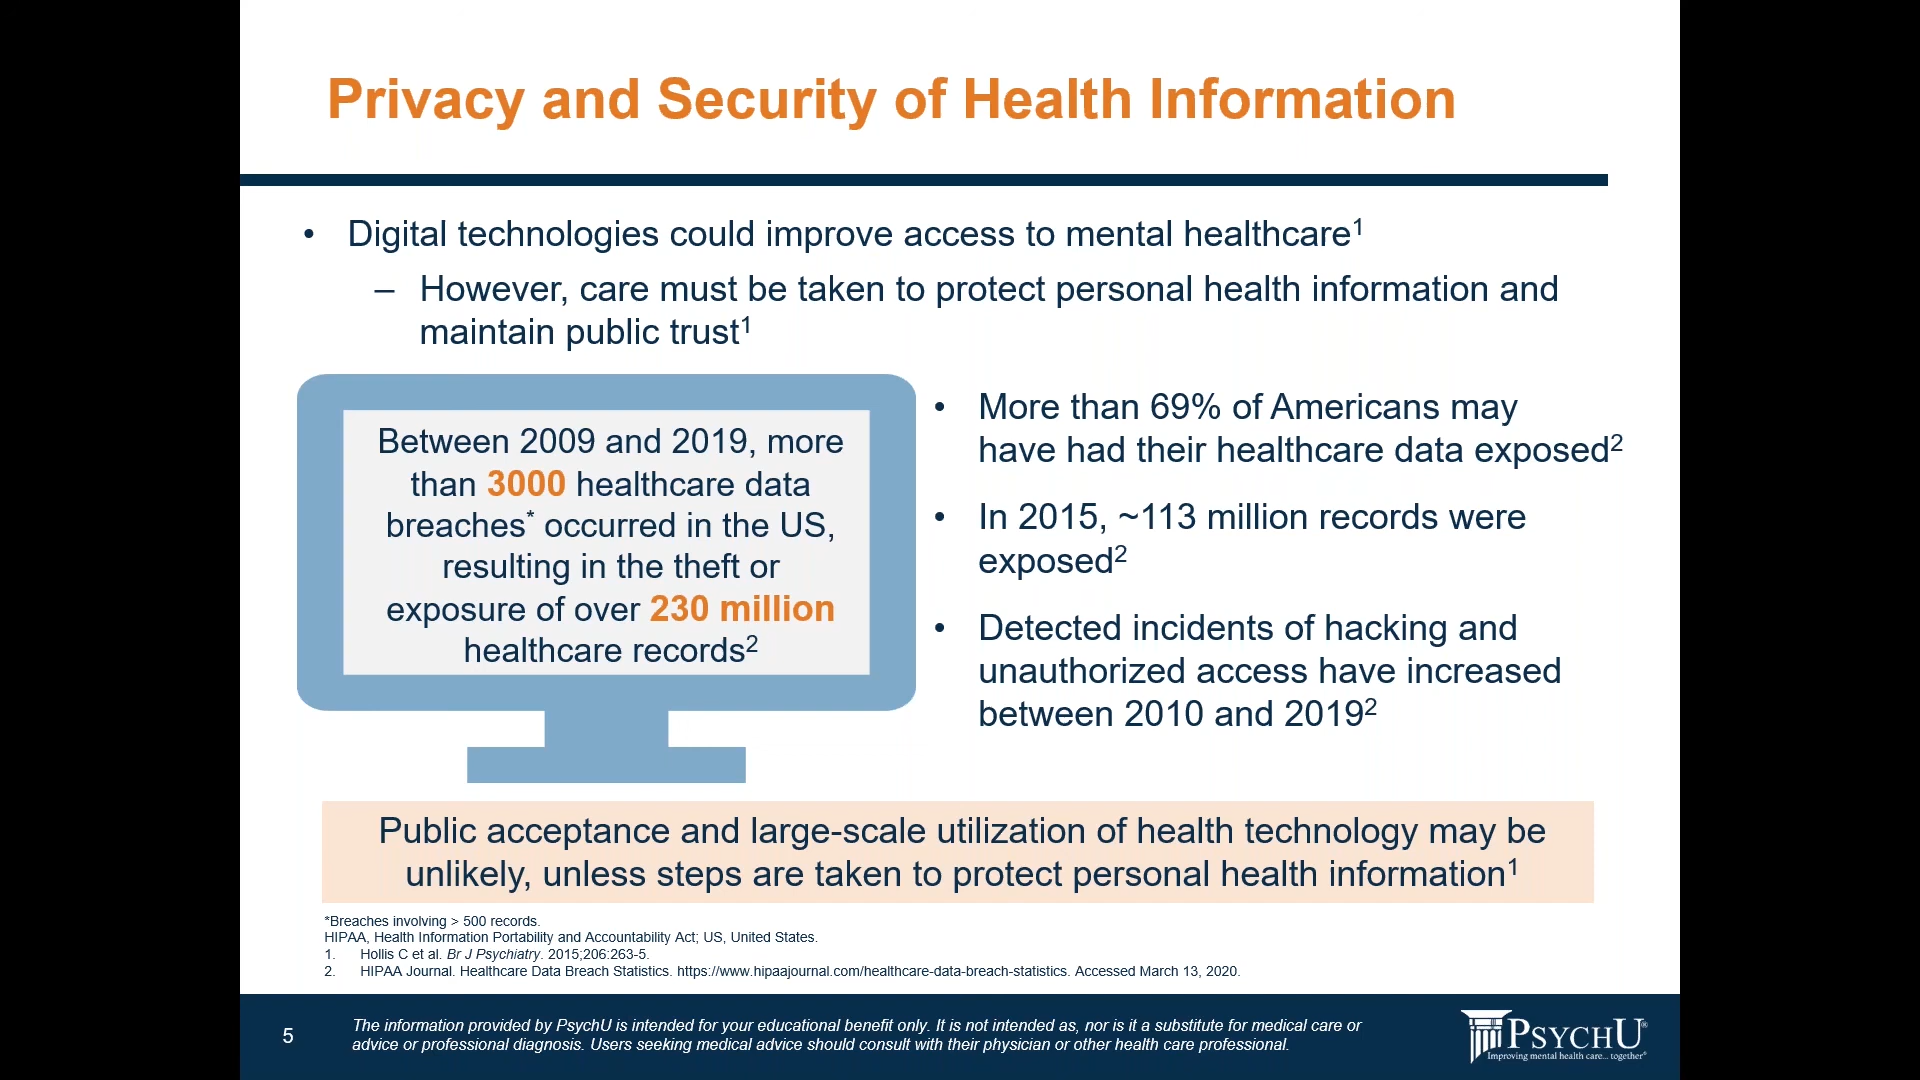 Privacy and Security of Health Information
• Digital technologies could improve access to mental healthcare1
– However, care must be taken to protect personal health information and
maintain public trust1
Between 2009 and 2019, more
than 3000 healthcare data
breaches* occurred in the US,
resulting in the theft or
exposure of over 230 million
healthcare records2
• More than 69% of Americans may
have had their healthcare data exposed2
• In 2015, ~113 million records were
exposed2
• Detected incidents of hacking and
unauthorized access have increased
between 2010 and 20192
Public acceptance and large-scale utilization of health technology may be
unlikely, unless steps are taken to protect personal health information1
*Breaches involving > 500 records.
HIPAA, Health Information Portability and Accountability Act; US, United States.
1. Hollis C et al. Br J Psychiatry. 2015;206:263-5.
2. HIPAA Journal. Healthcare Data Breach Statistics. https://www.hipaajournal.com/healthcare-data-breach-statistics. Accessed March 13, 2020.
5
The information provided by PsychU is intended for your educational benefit only. It is not intended as, nor is it a substitute for medical care or
advice or professional diagnosis. Users seeking medical advice should consult with their physician or other health care professional.
PSYCHU®
Improving mental health care... together®